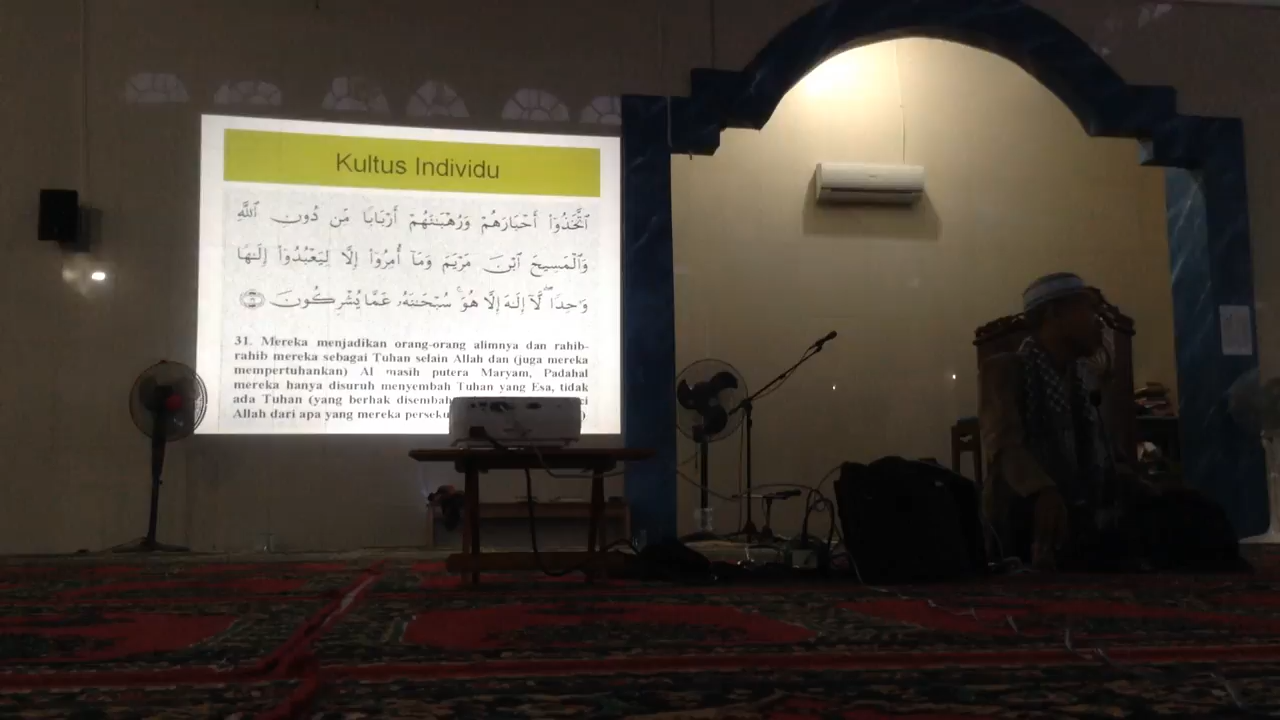 Kultus Individu
ٱتَّخَذُوٓا۟ أَحْبَارَهُمْ وَرُهْبَـٰنَهُمْ أَرْبَابًا مِّن دُونِ ٱللَّهِ
وَٱلْمَسِيحَ ٱبْنَ مَرْيَمَ وَمَآ أُمِرُوٓا۟ إِلَّا لِيَعْبُدُوٓا۟ إِلَـٰهًا
وَٰحِدًا ۖ لَّآ إِلَـٰهَ إِلَّا هُوَ ۚ سُبْحَـٰنَهُۥ عَمَّا يُشْرِكُونَ
31. Mereka menjadikan orang-orang alimnya dan rahib-
rahib mereka sebagai Tuhan selain Allah dan (juga mereka
mempertuhankan) Al masih putera Maryam, Padahal
mereka hanya disuruh menyembah Tuhan yang Esa, tidak
ada Tuhan (yang berhak disembah
Allah dari apa yang mereka perseku